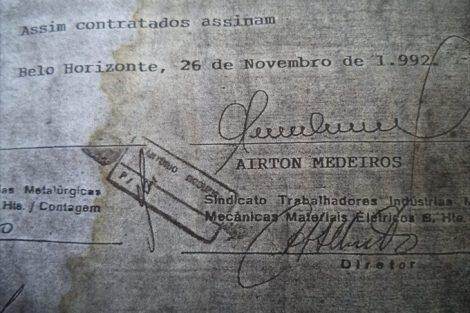 Assim contratados assinam
Belo Horizonte, 26 de Novembro de 1.992.
AIRTON MEDEIROS
as Metalúrgicas
Hte. / Contagem
Sindicato Trabalhadores Indústrias M
Mecânicas Materiais Elétricos B. Hte.
Diretor